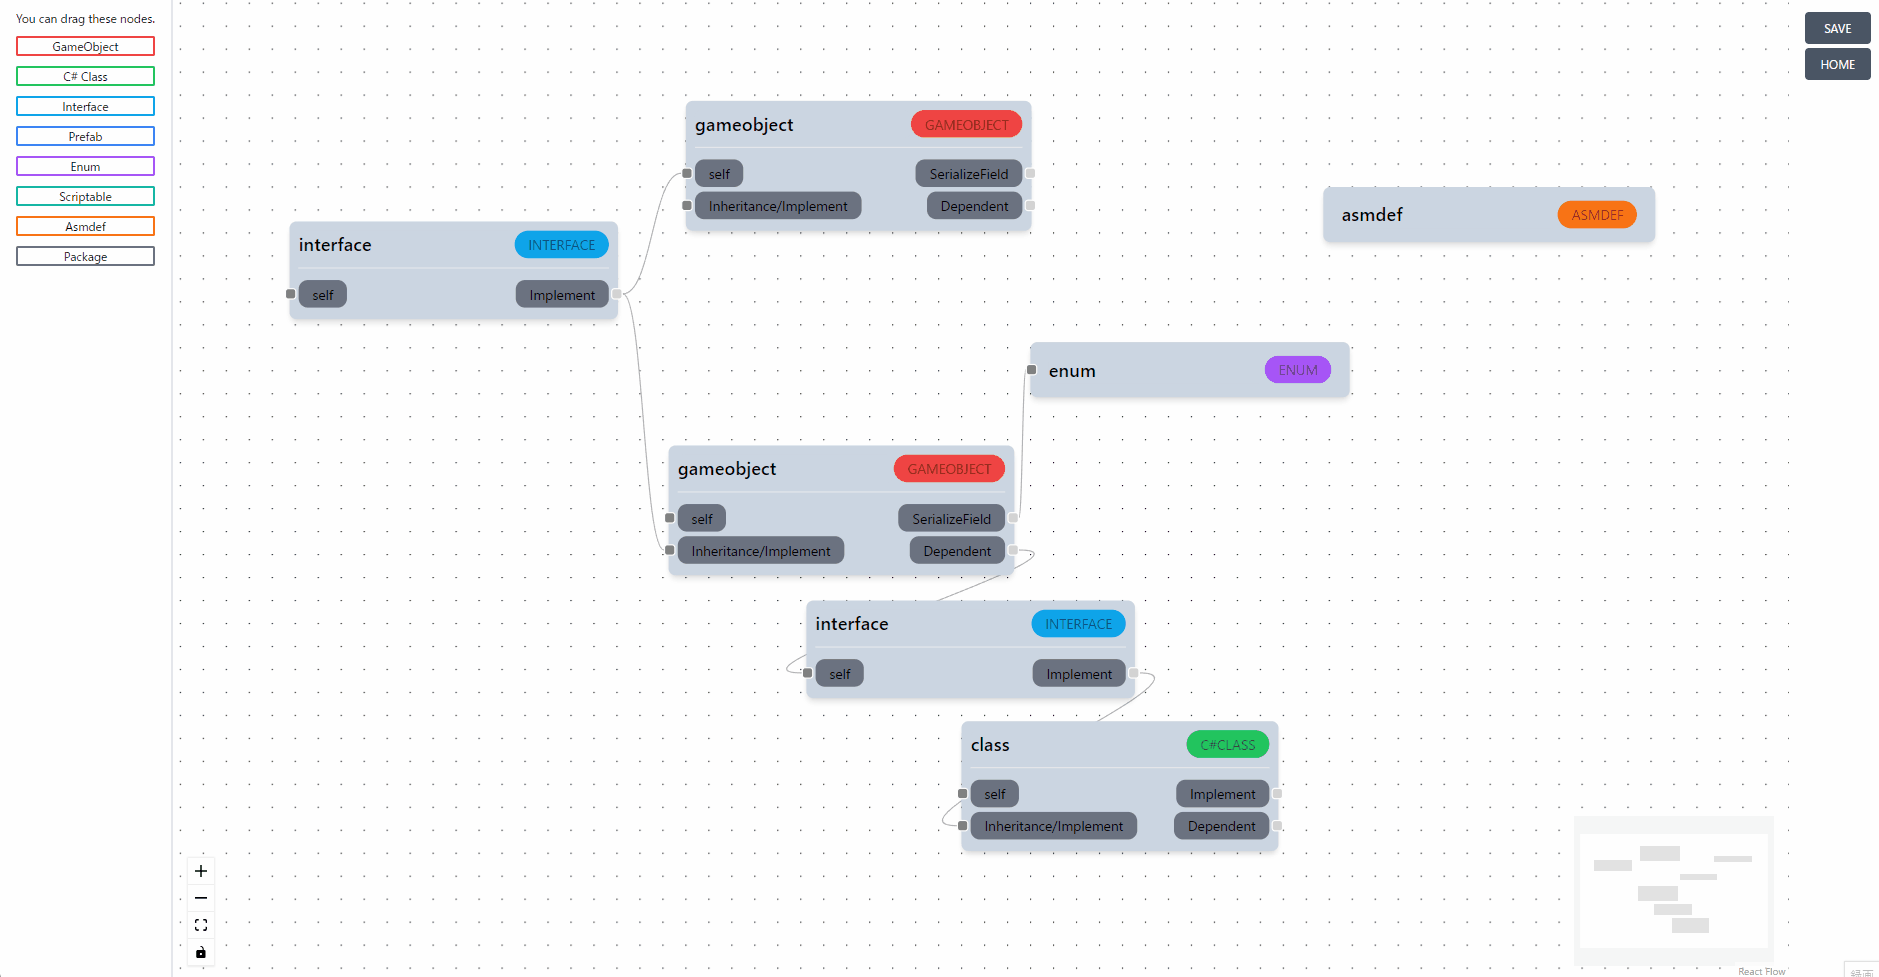 You can drag these nodes.
GameObject
C# Class
Interface
Prefab
Enum
Scriptable
Asmdef
Package
SAVE
HOME
gameobject
GAMEOBJECT
self
SerializeField
Inheritance/Implement
Dependent
asmdef
ASMDEF
interface
INTERFACE
self
Implement
enum
ENUM
gameobject
GAMEOBJECT
self
SerializeField
Inheritance/Implement
Dependent
interface
INTERFACE
self
Implement
class
C#CLASS
self
Implement
Inheritance/Implement
Dependent
React Flow